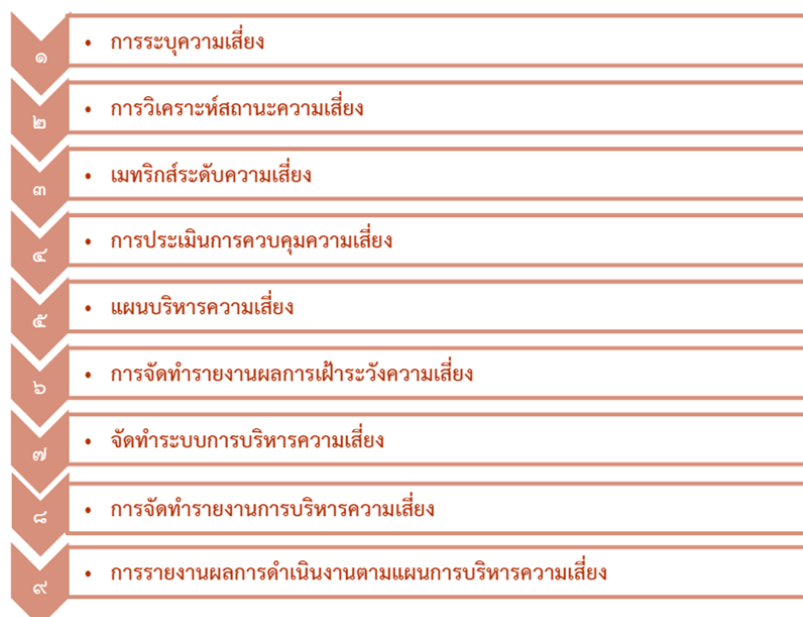 ๑ • การระบุความเสี่ยง
๒ • การวิเคราะห์สถานะความเสี่ยง
๓ • เมทริกส์ระดับความเสี่ยง
๔ • การประเมินการควบคุมความเสี่ยง
๕ • แผนบริหารความเสี่ยง
๖ • การจัดทำรายงานผลการเฝ้าระวังความเสี่ยง
๗ • จัดทำระบบการบริหารความเสี่ยง
๘ • การจัดทำรายงานการบริหารความเสี่ยง
๙ • การรายงานผลการดำเนินงานตามแผนการบริหารความเสี่ยง